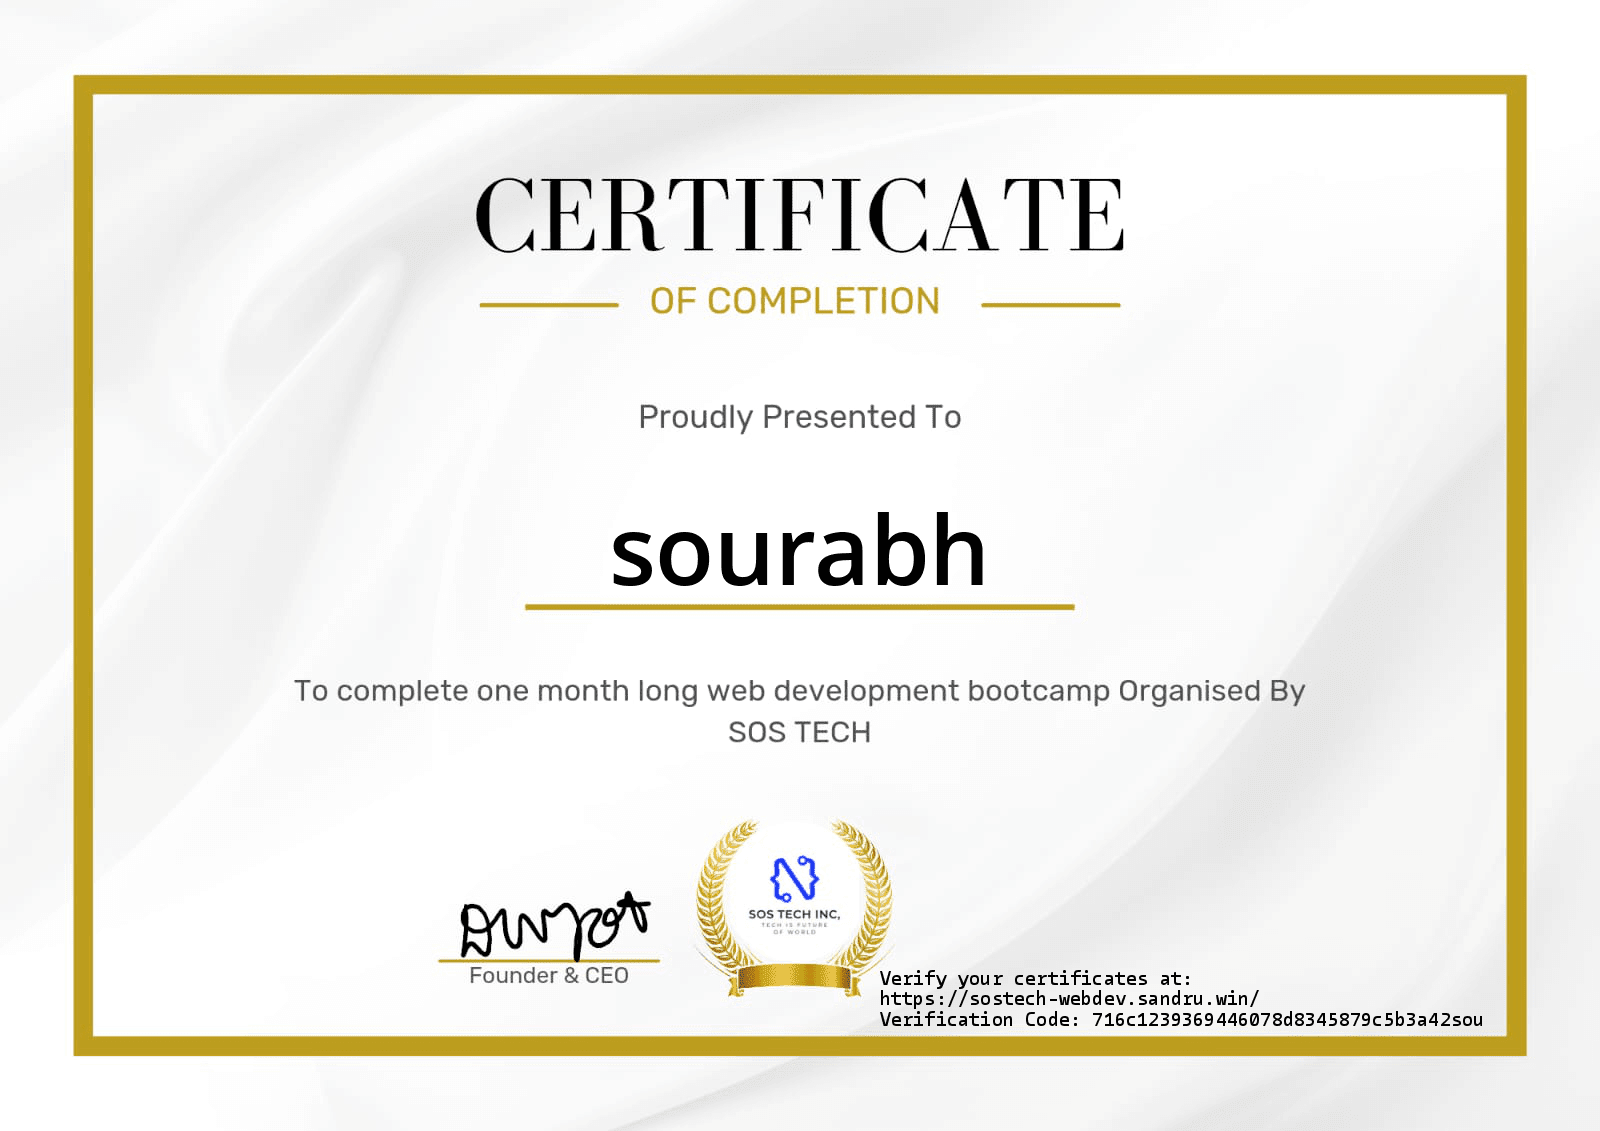 CERTIFICATE
OF COMPLETION
Proudly Presented To
sourabh
To complete one month long web development bootcamp Organised By
SOS TECH
Founder & CEO
SOS TECH INC,
TECH IS FUTURE
OF WORLD
Verify your certificates at:
https://sostech-webdev.sandru.win/
Verification Code: 716c1239369446078d8345879c5b3a42sou